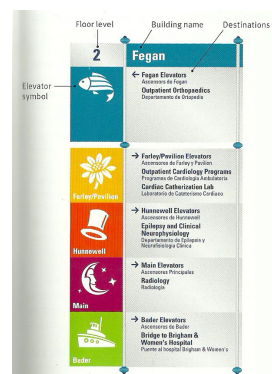 Floor level
Building name
Destinations
2
Fegan
Elevator
symbol
← Fegan Elevators
Ascensores de Fegan
Outpatient Orthopaedics
Departamento de Ortopedia
Farley/Pavilion
→ Farley/Pavilion Elevators
Ascensores de Farley y Pavilion
Outpatient Cardiology Programs
Programas de Cardiología Ambulatoria
Cardiac Catherization Lab
Laboratorio de Cateterismo Cardíaco
Hunnewell
→ Hunnewell Elevators
Ascensores de Hunnewell
Epilepsy and Clinical
Neurophysiology
Departamento de Epilepsia y
Neurofisiología Clínica
Main
→ Main Elevators
Ascensores Principales
Radiology
Radiología
Bader
→ Bader Elevators
Ascensores de Bader
Bridge to Brigham &
Women's Hospital
Puente al hospital Brigham & Women's